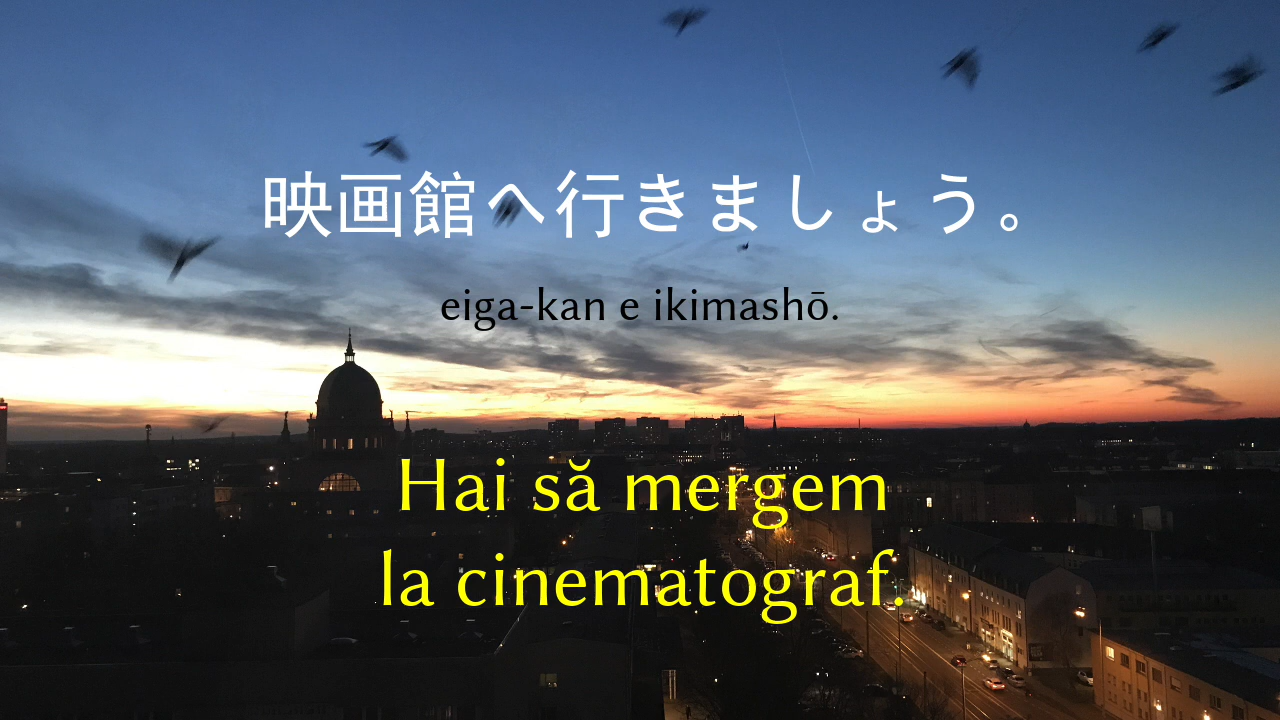 映画館へ行きましょう。
eiga-kan e ikimashō.
Hai să mergem
la cinematograf.